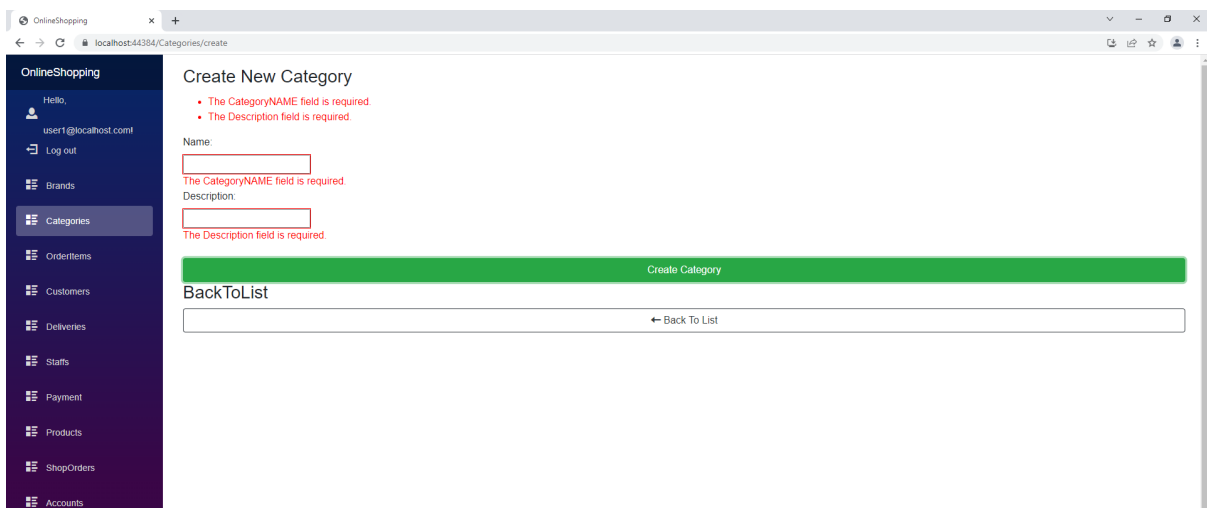 OnlineShopping
localhost:44384/Categories/create
OnlineShopping
Hello,
user1@localhost.com!
Log out
Brands
Categories
OrderItems
Customers
Deliveries
Staffs
Payment
Products
ShopOrders
Accounts
Create New Category
• The CategoryNAME field is required.
• The Description field is required.
Name:
The CategoryNAME field is required.
Description:
The Description field is required.
Create Category
BackToList
← Back To List